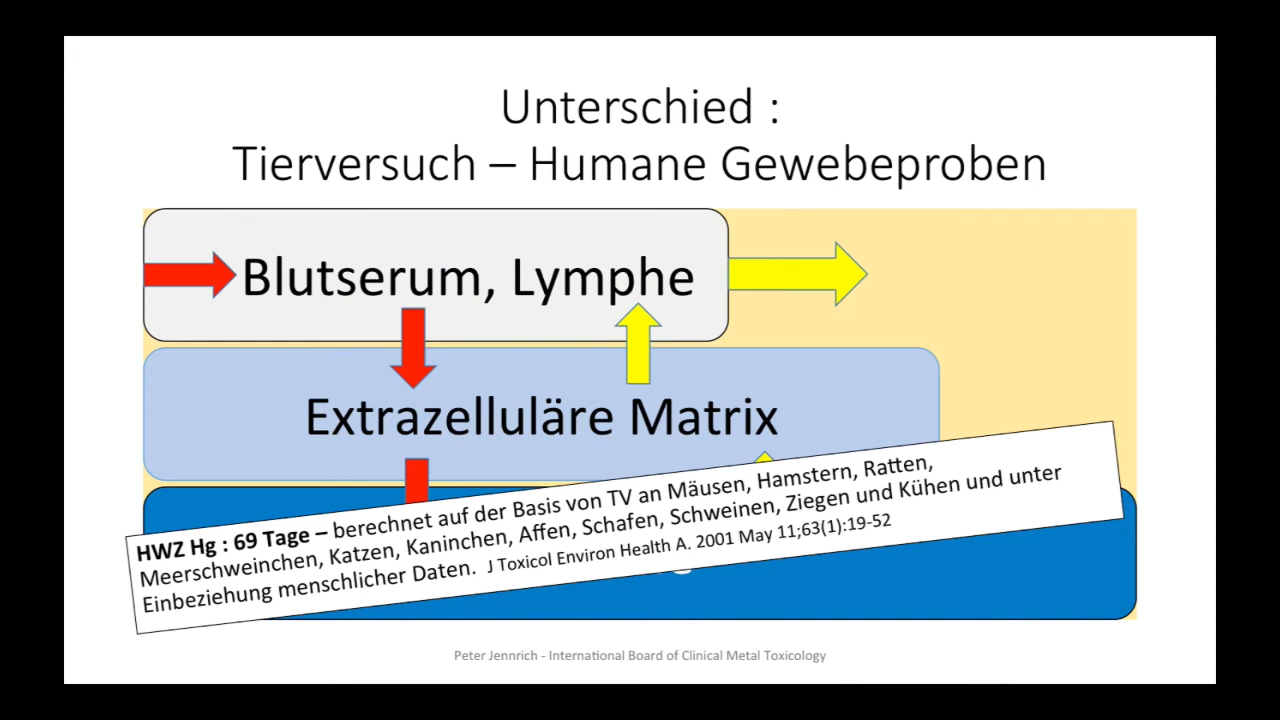 Unterschied :
Tierversuch – Humane Gewebeproben
Blutserum, Lymphe
Extrazelluläre Matrix
HWZ Hg : 69 Tage – berechnet auf der Basis von TV an Mäusen, Hamstern, Ratten,
Meerschweinchen, Katzen, Kaninchen, Affen, Schafen, Schweinen, Ziegen und Kühen und unter
Einbeziehung menschlicher Daten. J Toxicol Environ Health A. 2001 May 11;63(1):19-52
Peter Jennrich - International Board of Clinical Metal Toxicology